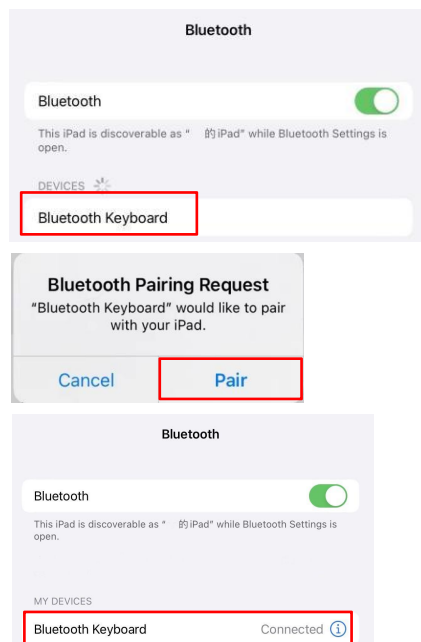 Bluetooth
Bluetooth
This iPad is discoverable as “ 的iPad” while Bluetooth Settings is
open.
DEVICES
Bluetooth Keyboard
Bluetooth Pairing Request
“Bluetooth Keyboard” would like to pair
with your iPad.
Cancel Pair
Bluetooth
Bluetooth
This iPad is discoverable as “ 的iPad” while Bluetooth Settings is
open.
MY DEVICES
Bluetooth Keyboard Connected i